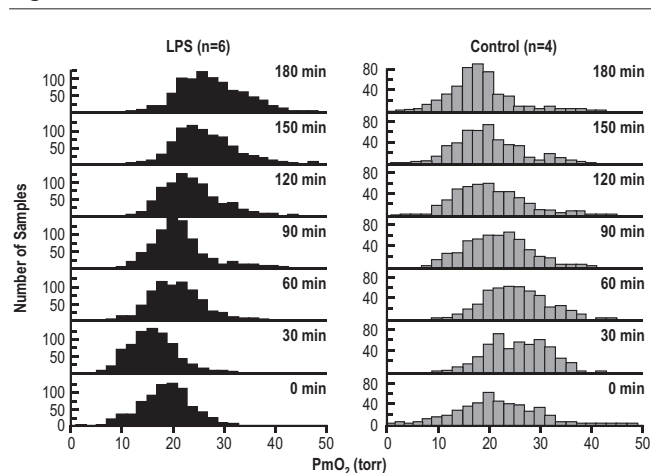 LPS (n=6)
100
50
180 min
100
50
150 min
100
50
120 min
100
50
90 min
100
50
60 min
100
50
30 min
100
50
0
0 min
0 10 20 30 40 50
Number of Samples
Control (n=4)
80
40
180 min
80
40
150 min
80
40
120 min
80
40
90 min
80
40
60 min
80
40
30 min
80
40
0
0 min
0 10 20 30 40 50
PmO₂ (torr)